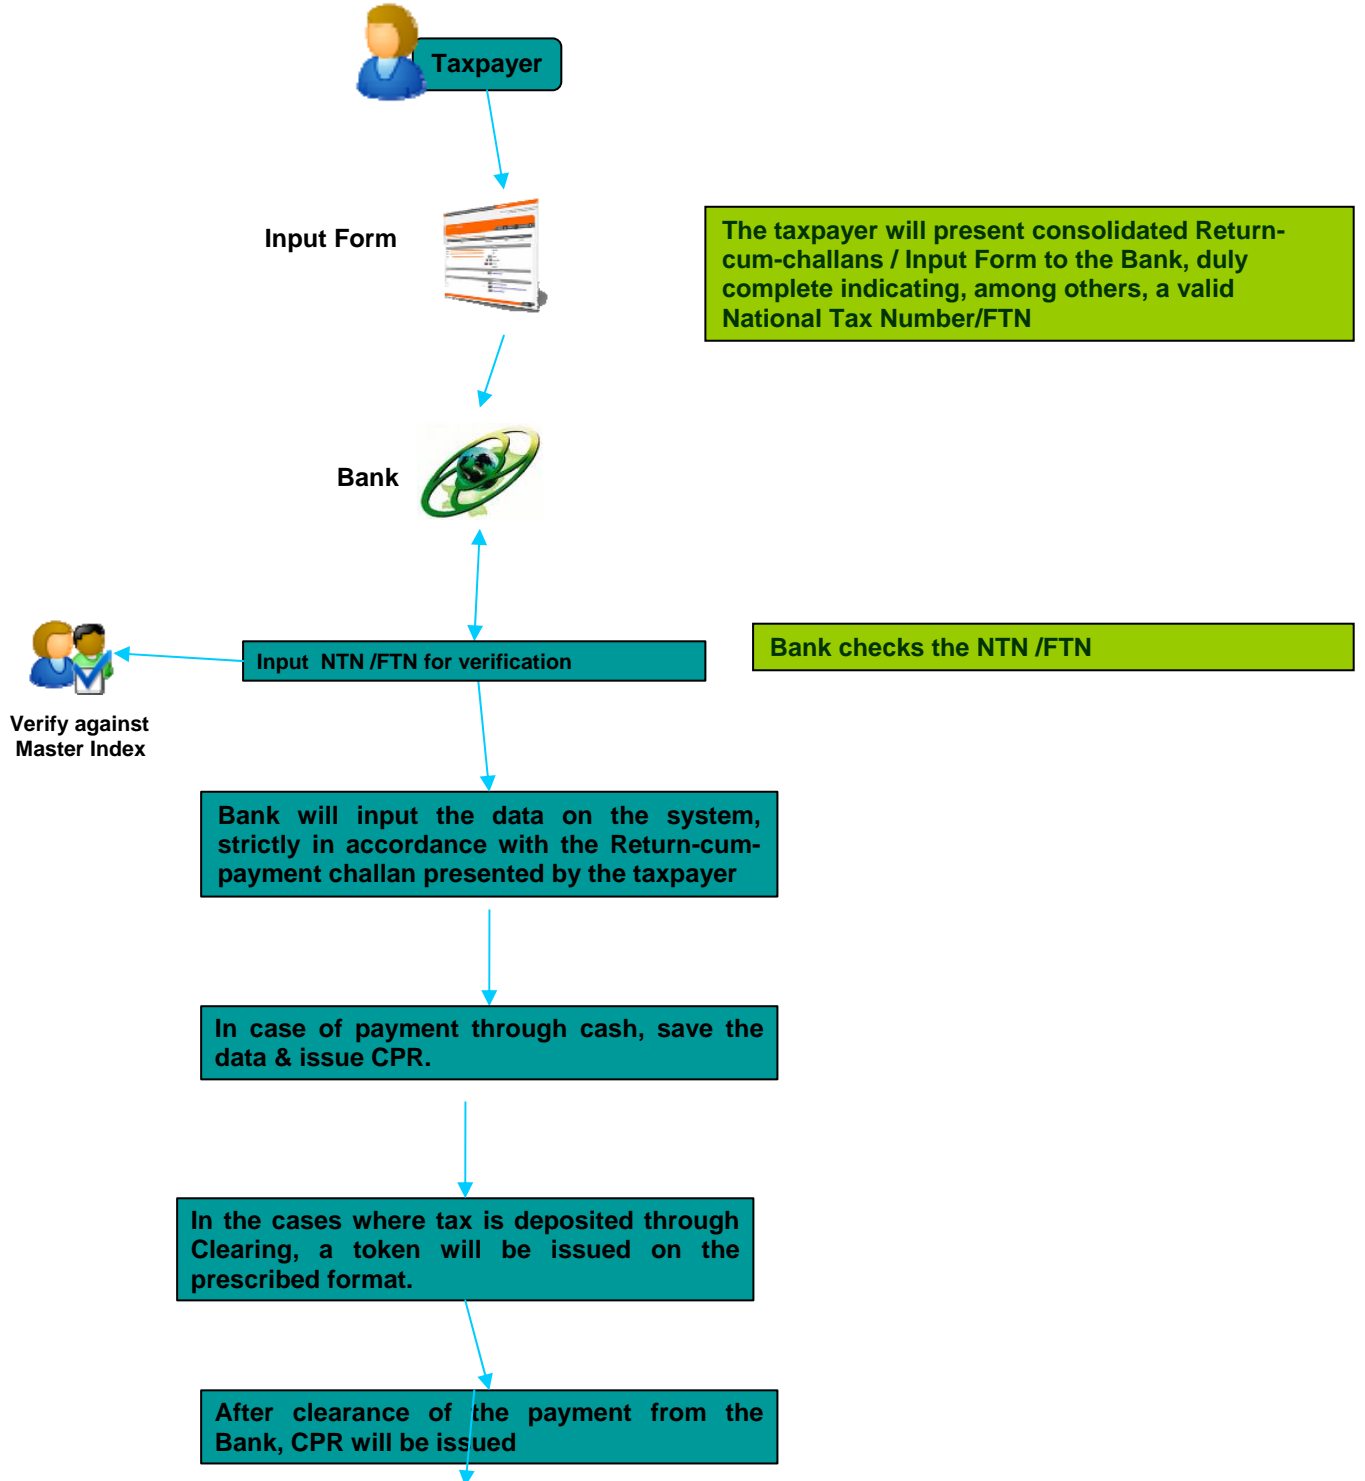 Taxpayer
Input Form
The taxpayer will present consolidated Return-
cum-challans / Input Form to the Bank, duly
complete indicating, among others, a valid
National Tax Number/FTN
Bank
Input NTN /FTN for verification
Bank checks the NTN /FTN
Verify against
Master Index
Bank will input the data on the system,
strictly in accordance with the Return-cum-
payment challan presented by the taxpayer
In case of payment through cash, save the
data & issue CPR.
In the cases where tax is deposited through
Clearing, a token will be issued on the
prescribed format.
After clearance of the payment from the
Bank, CPR will be issued